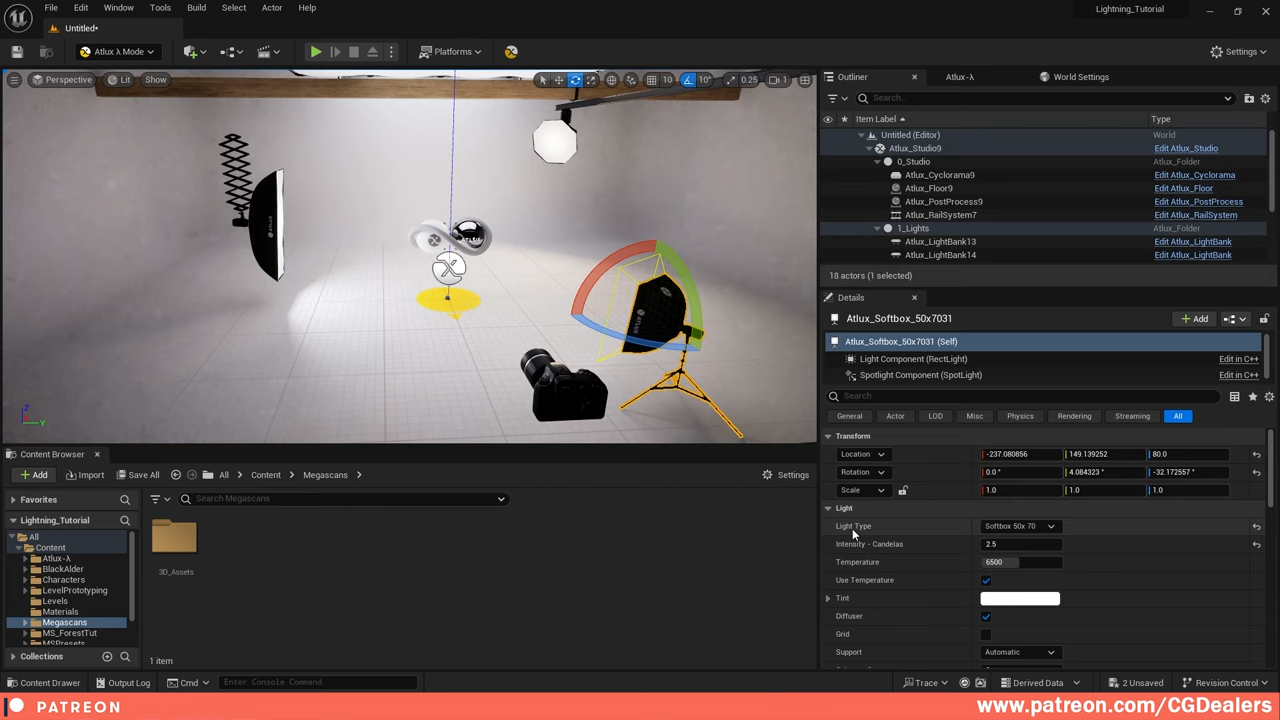 File Edit Window Tools Build Select Actor Help
Lightning_Tutorial
Untitled*
Atlux λ Mode
Platforms
Settings
Perspective Lit Show
10 10° 0.25 1
Outliner Atlux-λ World Settings
Search...
Item Label Type
Untitled (Editor) World
Atlux_Studio9 Edit Atlux_Studio
0_Studio Atlux_Folder
Atlux_Cyclorama9 Edit Atlux_Cyclorama
Atlux_Floor9 Edit Atlux_Floor
Atlux_PostProcess9 Edit Atlux_PostProcess
Atlux_RailSystem7 Edit Atlux_RailSystem
1_Lights Atlux_Folder
Atlux_LightBank13 Edit Atlux_LightBank
Atlux_LightBank14 Edit Atlux_LightBank
18 actors (1 selected)
Details
Atlux_Softbox_50x7031
Add
Atlux_Softbox_50x7031 (Self)
Light Component (RectLight) Edit in C++
Spotlight Component (SpotLight) Edit in C++
Search
General Actor LOD Misc Physics Rendering Streaming All
Transform
Location -237.080856 149.139252 80.0
Rotation 0.0 ° 4.084323 ° -32.172557 °
Scale 1.0 1.0 1.0
Light
Light Type Softbox 50x 70
Intensity - Candelas 2.5
Temperature 6500
Use Temperature
Tint
Diffuser
Grid
Support Automatic
Content Browser
Add Import Save All All Content Megascans Settings
Favorites
Search Megascans
Lightning_Tutorial
All
Content
Atlux-λ
BlackAlder
Characters
LevelPrototyping
Levels
Materials
Megascans
MS_ForestTut
MSPresets
3D_Assets
Collections
1 item
Content Drawer Output Log Cmd Enter Console Command Trace Derived Data 2 Unsaved Revision Control
PATREON www.patreon.com/CGDealers